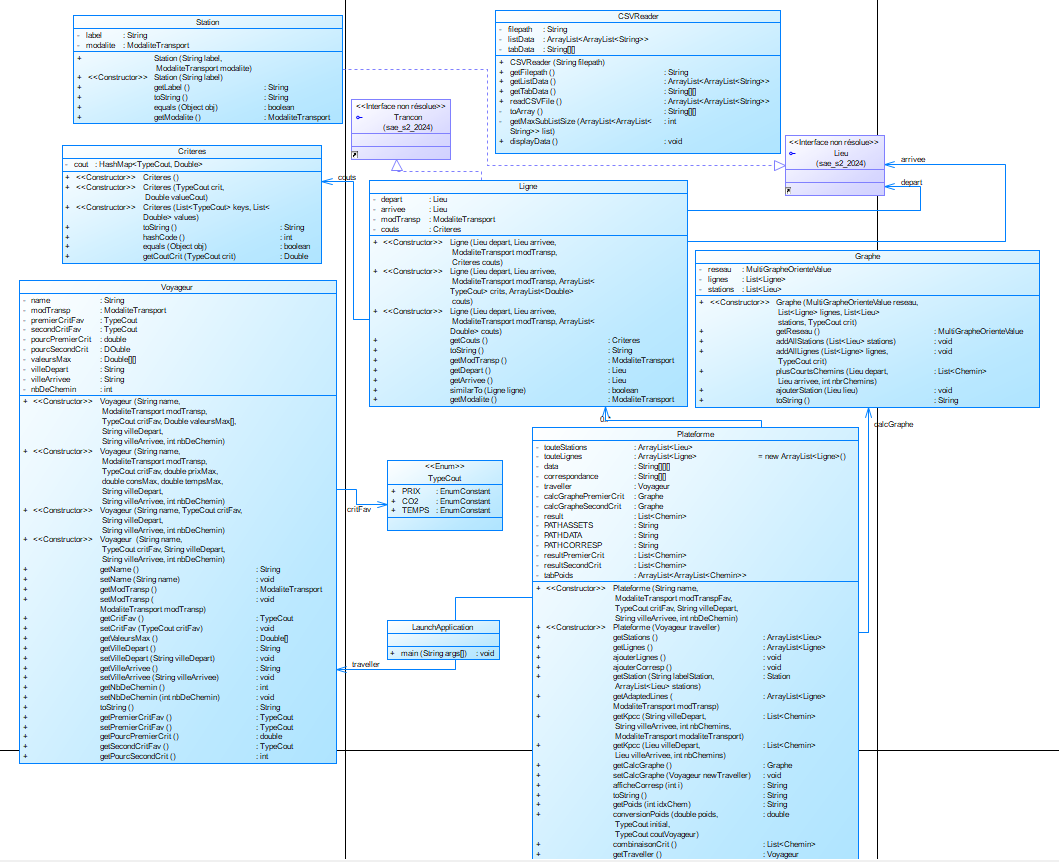 Station
- label : String
- modalite : ModaliteTransport
+ Station (String label,
ModaliteTransport modalite)
+ <<Constructor>> Station (String label)
+ getLabel () : String
+ toString () : String
+ equals (Object obj) : boolean
+ getModalite () : ModaliteTransport
CSVReader
- filepath : String
- listData : ArrayList<ArrayList<String>>
- tabData : String[][]
+ CSVReader (String filepath)
+ getFilepath () : String
+ getListData () : ArrayList<ArrayList<String>>
+ getTabData () : String[][]
+ readCSVFile () : ArrayList<ArrayList<String>>
- toArray () : String[][]
- getMaxSubListSize (ArrayList<ArrayList< : int
String>> list)
+ displayData () : void
<<Interface non résolue>>
Trancon
(sae_s2_2024)
<<Interface non résolue>>
Lieu
(sae_s2_2024)
arrivee
depart
Criteres
- cout : HashMap<TypeCout, Double>
+ <<Constructor>> Criteres ()
+ <<Constructor>> Criteres (TypeCout crit,
Double valueCout)
+ <<Constructor>> Criteres (List<TypeCout> keys, List<
Double> values)
+ toString () : String
+ hashCode () : int
+ equals (Object obj) : boolean
+ getCoutCrit (TypeCout crit) : Double
couts
Ligne
- depart : Lieu
- arrivee : Lieu
- modTransp : ModaliteTransport
- couts : Criteres
+ <<Constructor>> Ligne (Lieu depart, Lieu arrivee,
ModaliteTransport modTransp,
Criteres couts)
+ <<Constructor>> Ligne (Lieu depart, Lieu arrivee,
ModaliteTransport modTransp, ArrayList<
TypeCout> crits, ArrayList<Double>
couts)
+ <<Constructor>> Ligne (Lieu depart, Lieu arrivee,
ModaliteTransport modTransp, ArrayList<
Double> couts)
+ getCouts () : Criteres
+ toString () : String
+ getModTransp () : ModaliteTransport
+ getDepart () : Lieu
+ getArrivee () : Lieu
+ similarTo (Ligne ligne) : boolean
+ getModalite () : ModaliteTransport
Graphe
- reseau : MultiGrapheOrienteValue
- lignes : List<Ligne>
- stations : List<Lieu>
+ <<Constructor>> Graphe (MultiGrapheOrienteValue reseau,
List<Ligne> lignes, List<Lieu>
stations, TypeCout crit)
+ getReseau () : MultiGrapheOrienteValue
+ addAllStations (List<Lieu> stations) : void
+ addAllLignes (List<Ligne> lignes, : void
TypeCout crit)
+ plusCourtsChemins (Lieu depart, : List<Chemin>
Lieu arrivee, int nbrChemins)
+ ajouterStation (Lieu lieu) : void
+ toString () : String
Voyageur
- name : String
- modTransp : ModaliteTransport
- premierCritFav : TypeCout
- secondCritFav : TypeCout
- pourcPremierCrit : double
- pourcSecondCrit : DOuble
- valeursMax : Double[][]
- villeDepart : String
- villeArrivee : String
- nbDeChemin : int
+ <<Constructor>> Voyageur (String name,
ModaliteTransport modTransp,
TypeCout critFav, Double valeursMax[],
String villeDepart,
String villeArrivee, int nbDeChemin)
+ <<Constructor>> Voyageur (String name,
ModaliteTransport modTransp,
TypeCout critFav, double prixMax,
double consMax, double tempsMax,
String villeDepart,
String villeArrivee, int nbDeChemin)
+ <<Constructor>> Voyageur (String name, TypeCout critFav,
String villeDepart,
String villeArrivee, int nbDeChemin)
+ <<Constructor>> Voyageur (String name,
TypeCout critFav, String villeDepart,
String villeArrivee, int nbDeChemin)
+ getName () : String
+ setName (String name) : void
+ getModTransp () : ModaliteTransport
+ setModTransp ( : void
ModaliteTransport modTransp)
+ getCritFav () : TypeCout
+ setCritFav (TypeCout critFav) : void
+ getValeursMax () : Double[]
+ getVilleDepart () : String
+ setVilleDepart (String villeDepart) : void
+ getVilleArrivee () : String
+ setVilleArrivee (String villeArrivee) : void
+ getNbDeChemin () : int
+ setNbDeChemin (int nbDeChemin) : void
+ toString () : String
+ getPremierCritFav () : TypeCout
+ setPremierCritFav () : TypeCout
+ getPourcPremierCrit () : double
+ getSecondCritFav () : TypeCout
+ getPourcSecondCrit () : int
<<Enum>>
TypeCout
+ PRIX : EnumConstant
+ CO2 : EnumConstant
+ TEMPS : EnumConstant
critFav
LaunchApplication
+ main (String args[]) : void
traveller
calcGraphe
Plateforme
- touteStations : ArrayList<Lieu>
- touteLignes : ArrayList<Ligne> = new ArrayList<Ligne>()
- data : String[][][]
- correspondance : String[][]
- traveller : Voyageur
- calcGraphePremierCrit : Graphe
- calcGrapheSecondCrit : Graphe
- result : List<Chemin>
- PATHASSETS : String
- PATHDATA : String
- PATHCORRESP : String
- resultPremierCrit : List<Chemin>
- resultSecondCrit : List<Chemin>
- tabPoids : ArrayList<ArrayList<Chemin>>
+ <<Constructor>> Plateforme (String name,
ModaliteTransport modTranspFav,
TypeCout critFav, String villeDepart,
String villeArrivee, int nbDeChemin)
+ <<Constructor>> Plateforme (Voyageur traveller)
+ getStations () : ArrayList<Lieu>
+ getLignes () : ArrayList<Ligne>
+ ajouterLignes () : void
+ ajouterCorresp () : void
+ getStation (String labelStation, : Station
ArrayList<Lieu> stations)
+ getAdaptedLines ( : ArrayList<Ligne>
ModaliteTransport modTransp)
+ getKpcc (String villeDepart, : List<Chemin>
String villeArrivee, int nbChemins,
ModaliteTransport modaliteTransport)
+ getKpcc (Lieu villeDepart, : List<Chemin>
Lieu villeArrivee, int nbChemins)
+ getCalcGraphe () : Graphe
+ setCalcGraphe (Voyageur newTraveller) : void
+ afficheCorresp (int i) : String
+ toString () : String
+ getPoids (int idxChem) : String
+ conversionPoids (double poids, : double
TypeCout initial,
TypeCout coutVoyageur)
+ combinaisonCrit () : List<Chemin>
+ getTraveller () : Voyageur